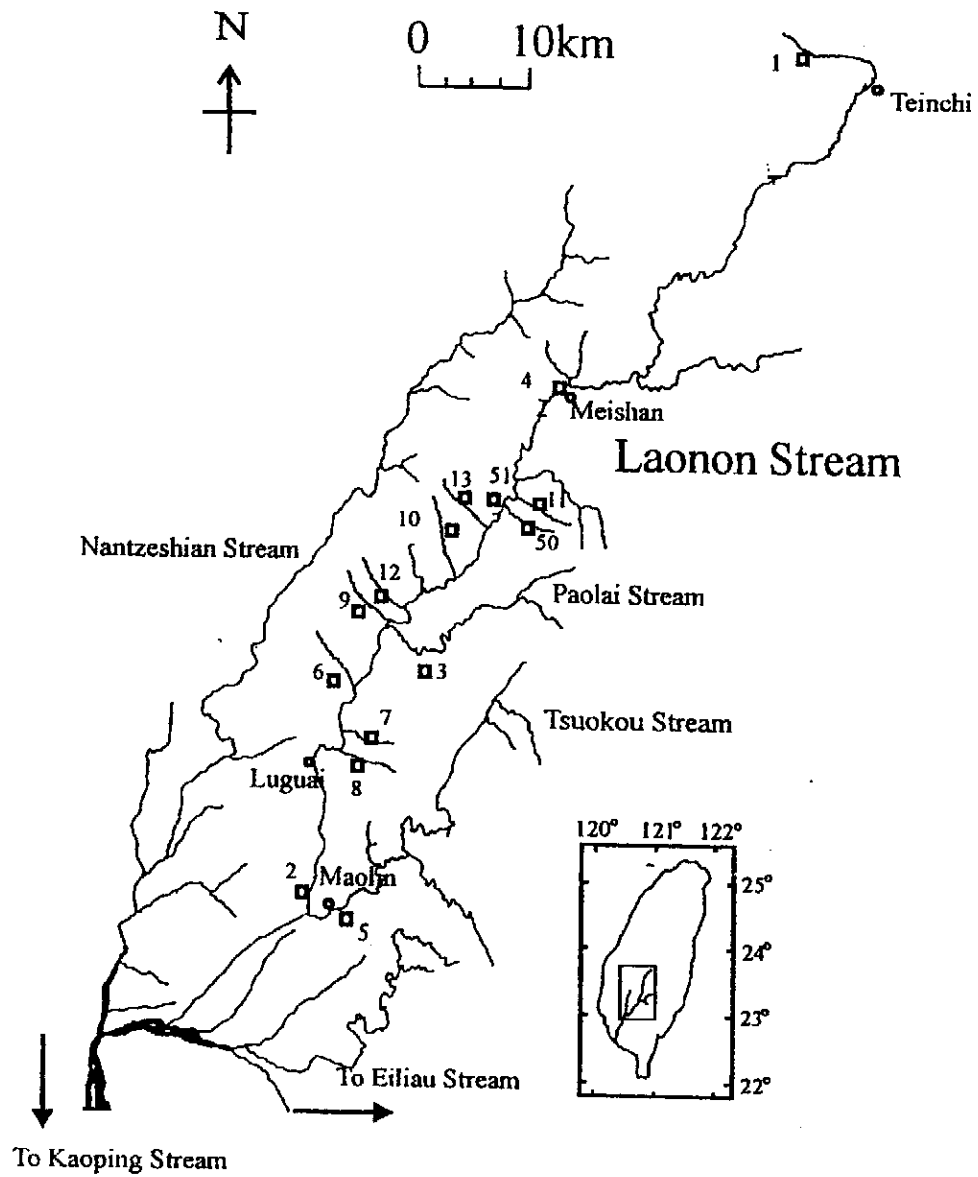 N
0 10km
1
Teinchi
4
Meishan
Laonon Stream
13
51
11
10
50
Nantzeshian Stream
12
Paolai Stream
9
3
6
7
Tsuokou Stream
Luguai
8
120° 121° 122°
2
Maolin
25°
5
24°
23°
To Eiliau Stream
22°
To Kaoping Stream